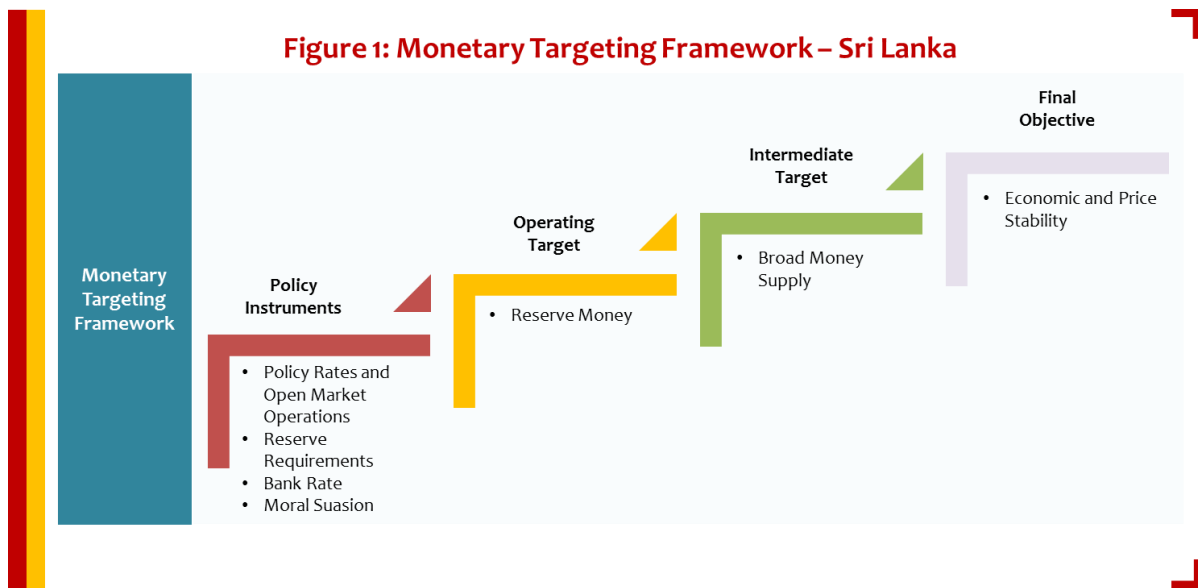 Figure 1: Monetary Targeting Framework – Sri Lanka
Monetary
Targeting
Framework
Policy
Instruments
• Policy Rates and
Open Market
Operations
• Reserve
Requirements
• Bank Rate
• Moral Suasion
Operating
Target
• Reserve Money
Intermediate
Target
• Broad Money
Supply
Final
Objective
• Economic and Price
Stability